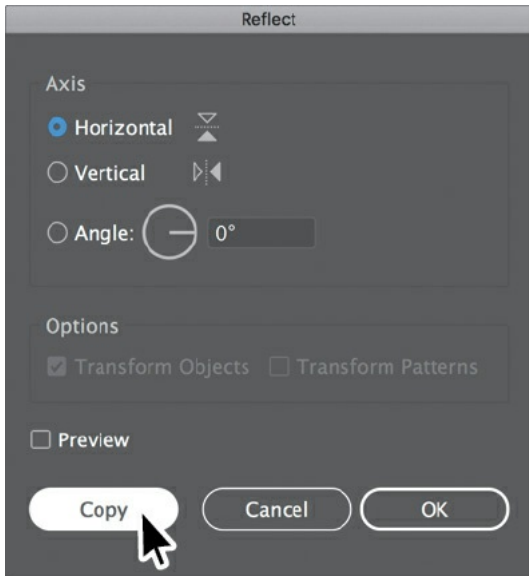 Reflect
Axis
Horizontal
Vertical
Angle: 0°
Options
Transform Objects Transform Patterns
Preview
Copy Cancel OK